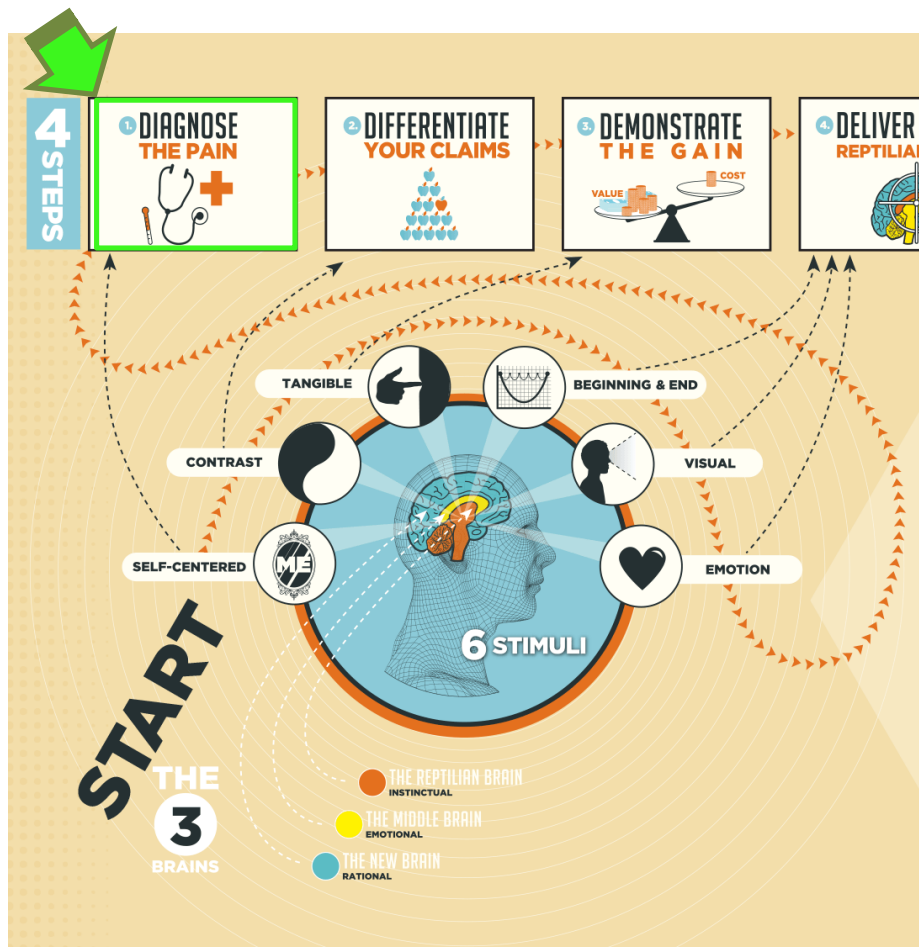 4 STEPS
1. DIAGNOSE
THE PAIN
2. DIFFERENTIATE
YOUR CLAIMS
3. DEMONSTRATE
THE GAIN
VALUE
COST
4. DELIVER
REPTILIAN
TANGIBLE
BEGINNING & END
CONTRAST
VISUAL
SELF-CENTERED
ME
EMOTION
6 STIMULI
START
THE
3
BRAINS
THE REPTILIAN BRAIN
INSTINCTUAL
THE MIDDLE BRAIN
EMOTIONAL
THE NEW BRAIN
RATIONAL